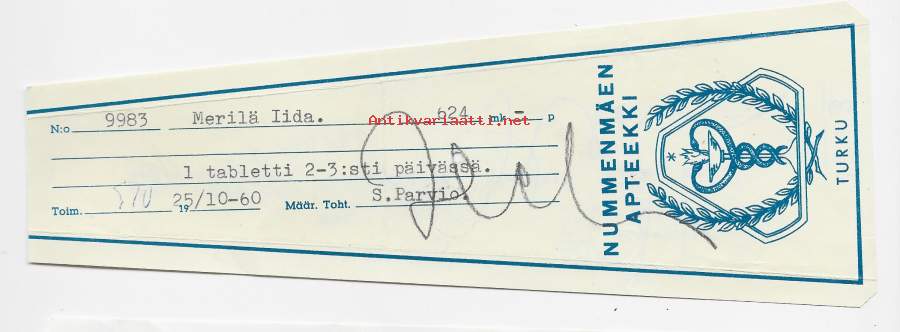 N:o 9983 Merilä Iida. 624 mk - p
Antikvariaatti.net
1 tabletti 2-3:sti päivässä.
Toim. 19 25/10-60 Määr. Toht. S.Parvio.
NUMMENMÄEN
APTEEKKI
TURKU